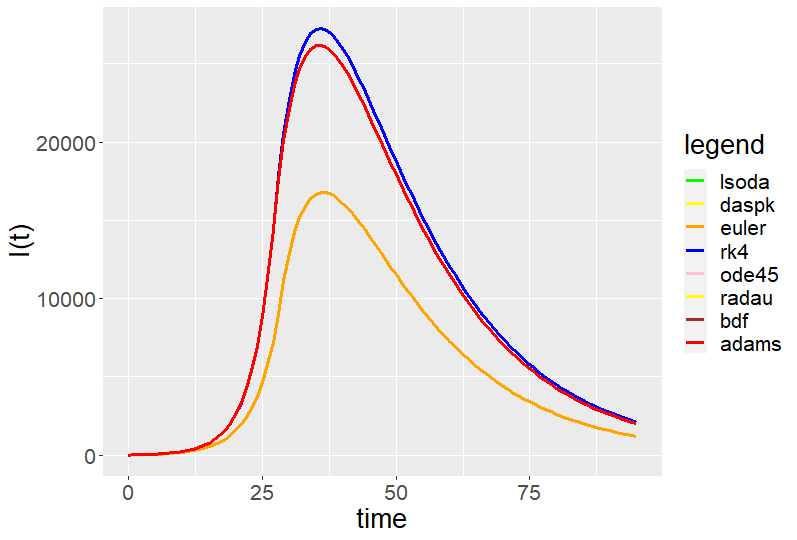 I(t)
20000
10000
0
0
25
50
75
time
legend
lsoda
daspk
euler
rk4
ode45
radau
bdf
adams